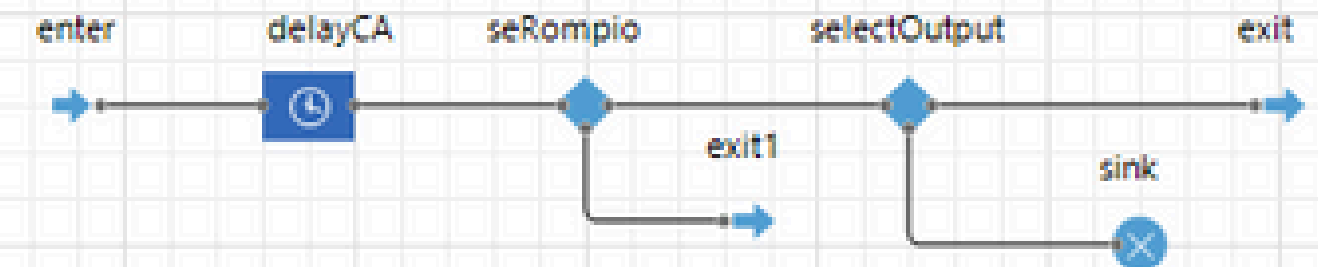 enter
delayCA
seRompio
selectOutput
exit
exit1
sink